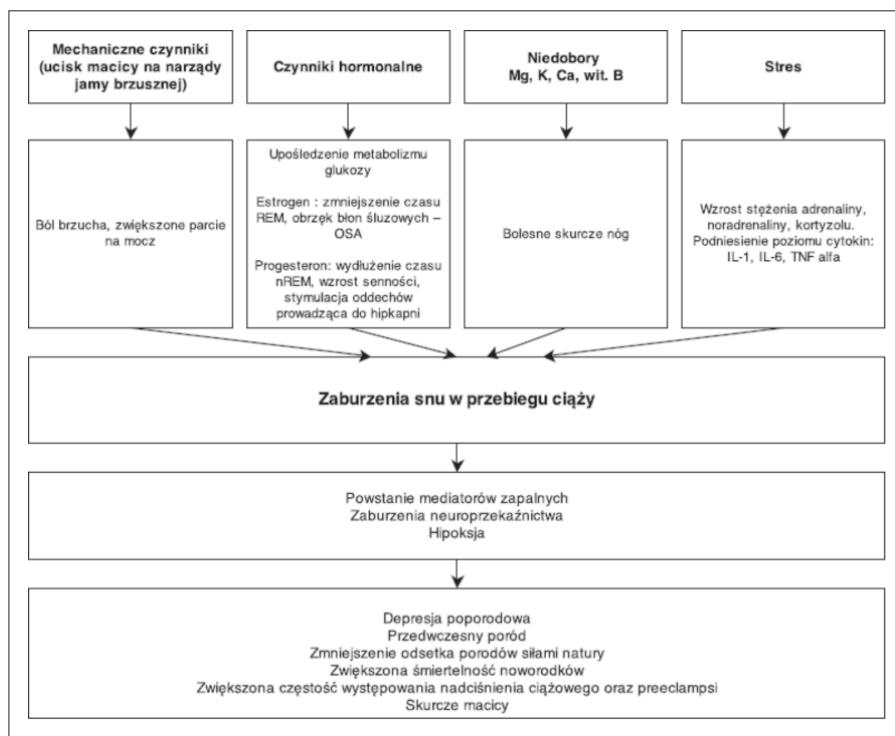 Mechaniczne czynniki
(ucisk macicy na narządy
jamy brzusznej)
Czynniki hormonalne
Niedobory
Mg, K, Ca, wit. B
Stres
Ból brzucha, zwiększone parcie
na mocz
Upośledzenie metabolizmu
glukozy
Estrogen : zmniejszenie czasu
REM, obrzęk błon śluzowych –
OSA
Progesteron: wydłużenie czasu
nREM, wzrost senności,
stymulacja oddechów
prowadząca do hipkapni
Bolesne skurcze nóg
Wzrost stężenia adrenaliny,
noradrenaliny, kortyzolu.
Podniesienie poziomu cytokin:
IL-1, IL-6, TNF alfa
Zaburzenia snu w przebiegu ciąży
Powstanie mediatorów zapalnych
Zaburzenia neuroprzekaźnictwa
Hipoksja
Depresja poporodowa
Przedwczesny poród
Zmniejszenie odsetka porodów siłami natury
Zwiększona śmiertelność noworodków
Zwiększona częstość występowania nadciśnienia ciążowego oraz preeclampsi
Skurcze macicy